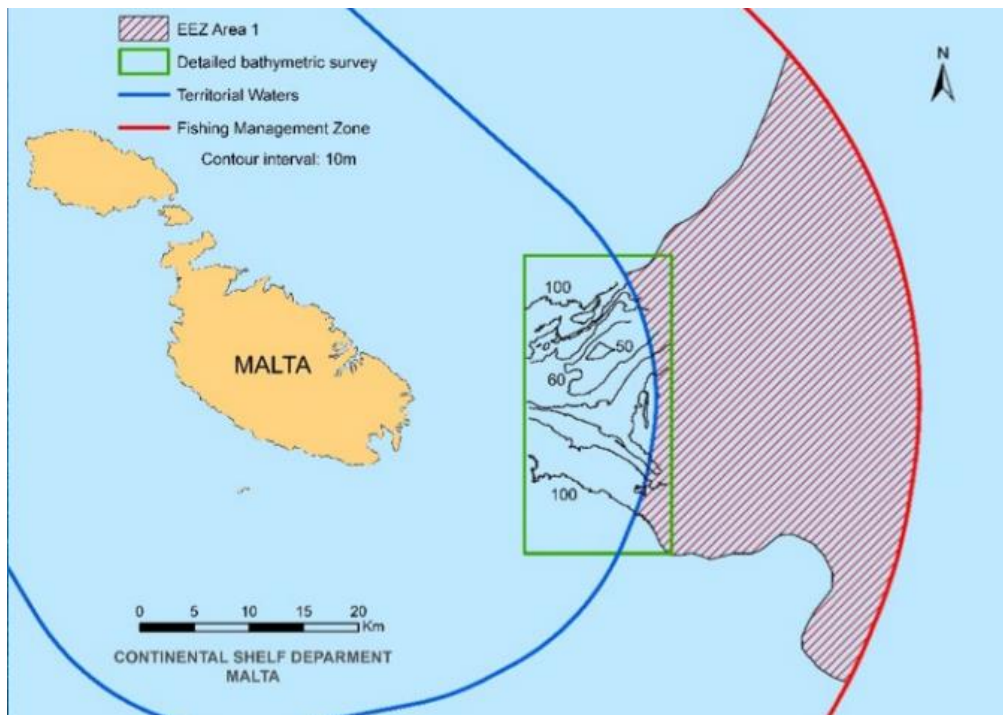 EEZ Area 1
Detailed bathymetric survey
Territorial Waters
Fishing Management Zone
Contour interval: 10m
N
100
50
MALTA
60
100
0 5 10 15 20
Km
CONTINENTAL SHELF DEPARMENT
MALTA